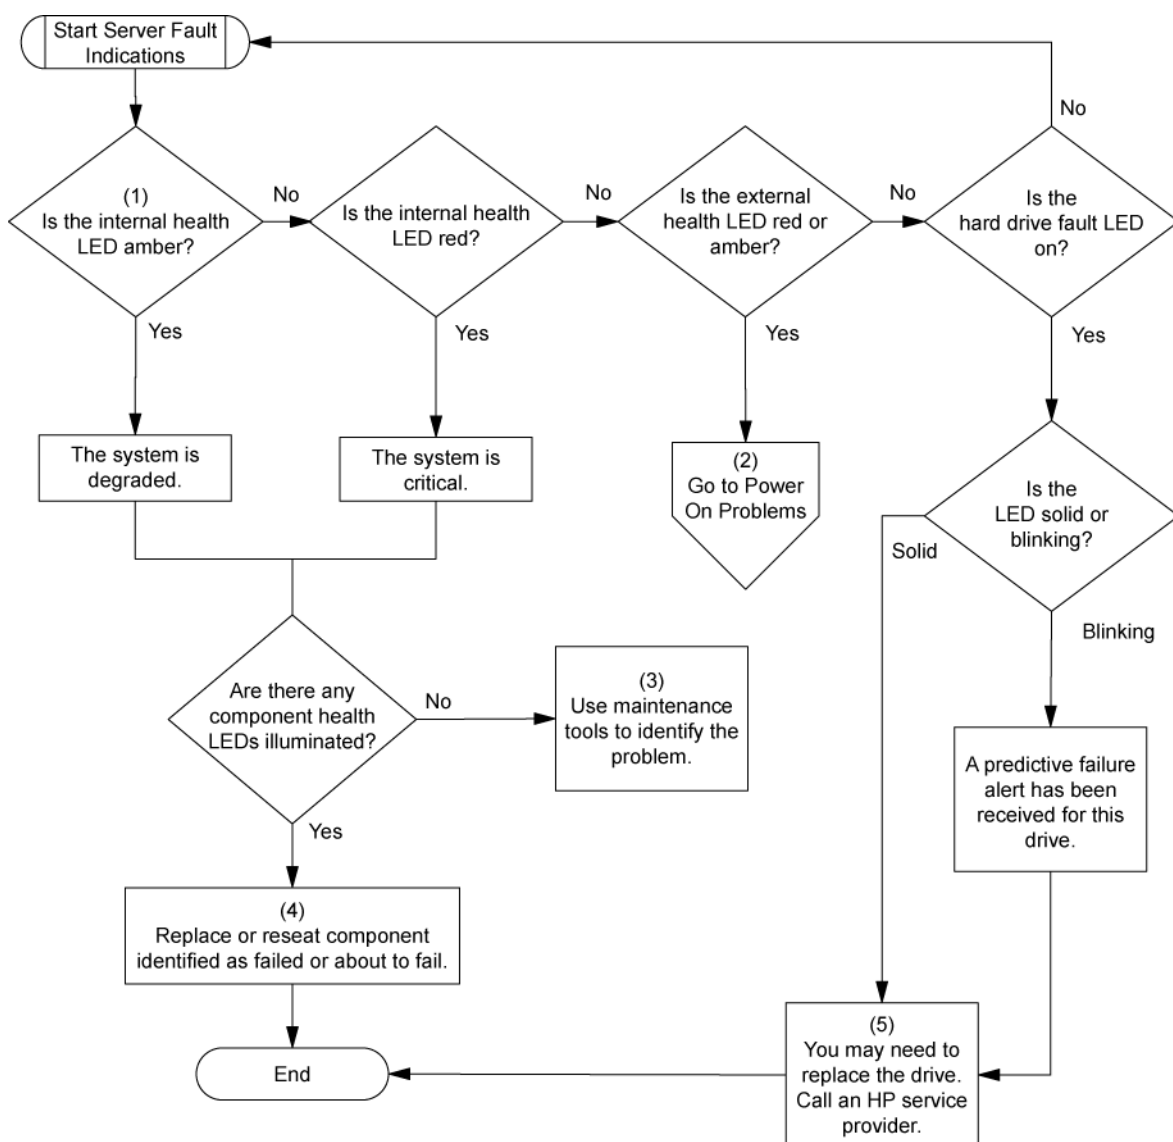 Start Server Fault
Indications
No
(1)
Is the internal health
LED amber?
No
Is the internal health
LED red?
No
Is the external
health LED red or
amber?
No
Is the
hard drive fault LED
on?
Yes
Yes
Yes
Yes
The system is
degraded.
The system is
critical.
(2)
Go to Power
On Problems
Is the
LED solid or
blinking?
Solid
Blinking
Are there any
component health
LEDs illuminated?
No
(3)
Use maintenance
tools to identify the
problem.
A predictive failure
alert has been
received for this
drive.
Yes
(4)
Replace or reseat component
identified as failed or about to fail.
(5)
You may need to
replace the drive.
Call an HP service
provider.
End